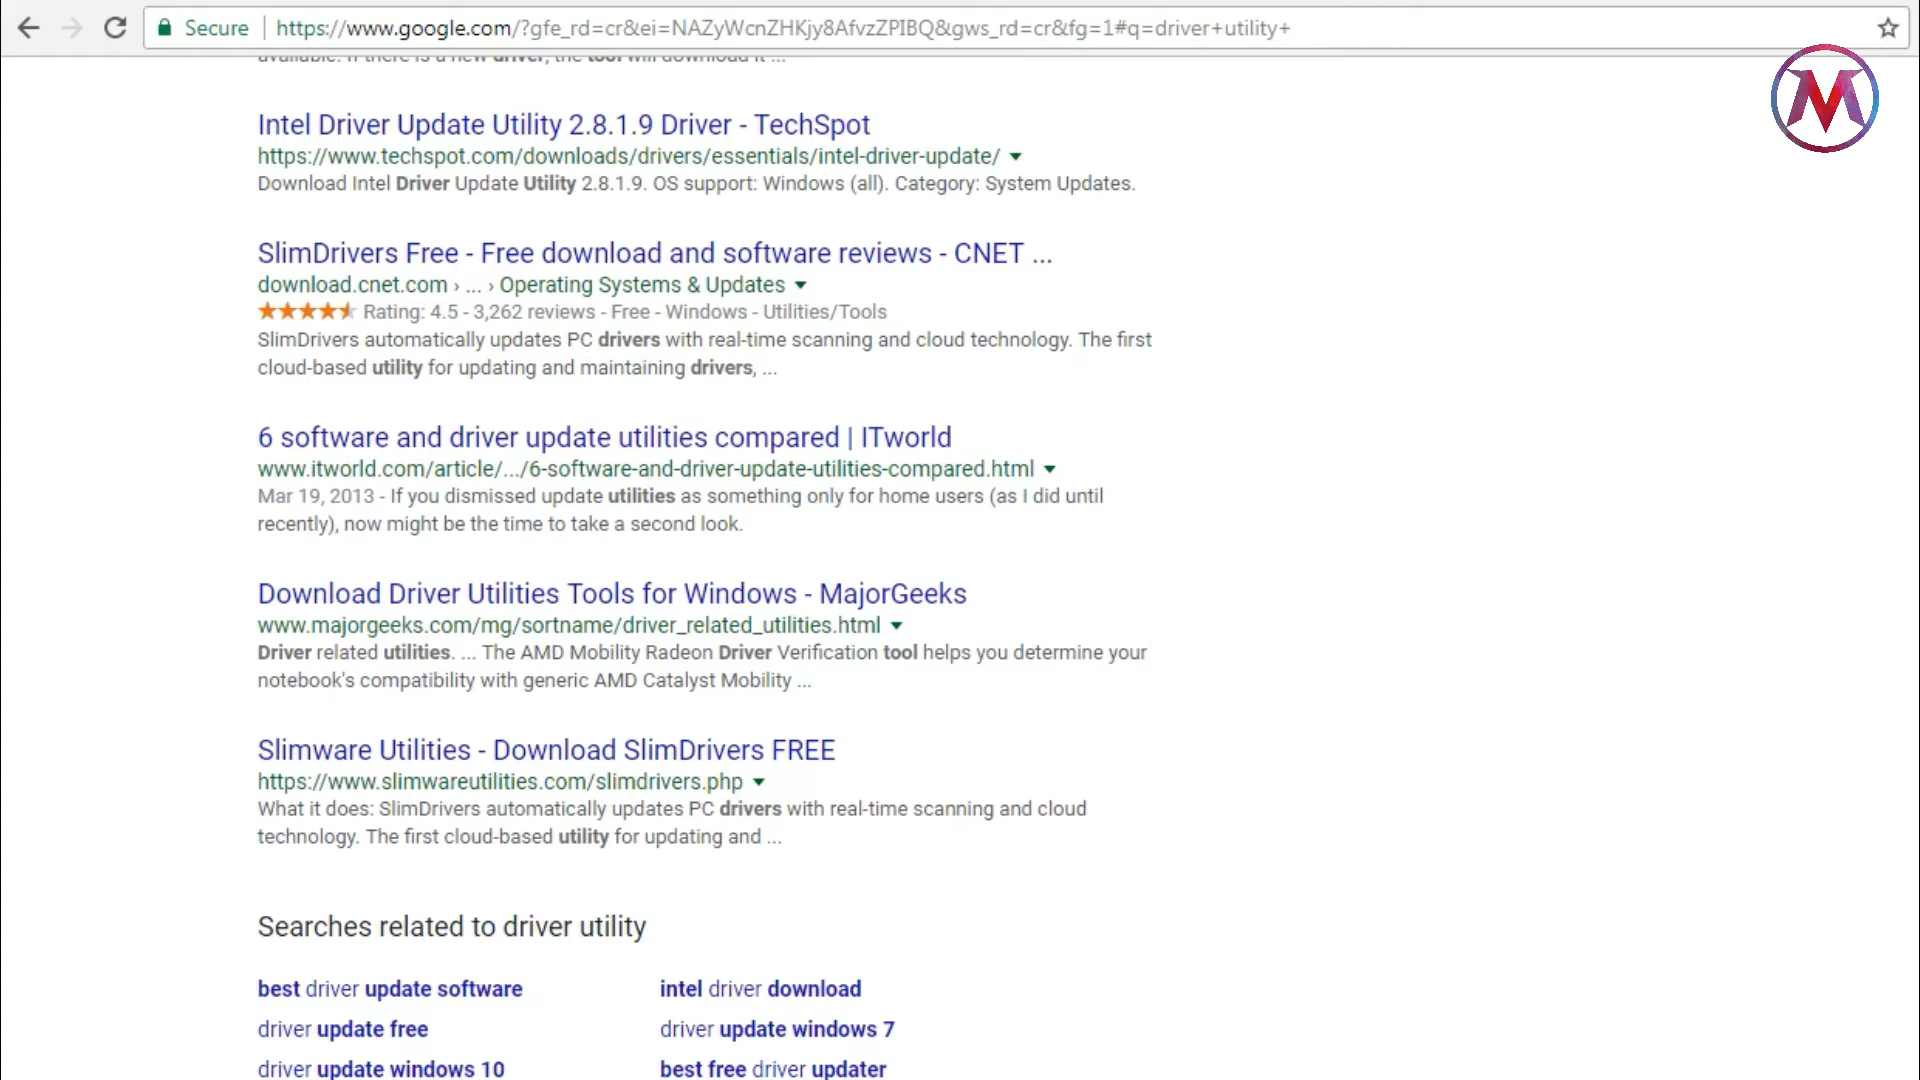 Secure https://www.google.com/?gfe_rd=cr&ei=NAZyWcnZHKjy8AfvzZPIBQ&gws_rd=cr&fg=1#q=driver+utility+
available. If there is a new driver, the tool will download it ...
Intel Driver Update Utility 2.8.1.9 Driver - TechSpot
https://www.techspot.com/downloads/drivers/essentials/intel-driver-update/
Download Intel Driver Update Utility 2.8.1.9. OS support: Windows (all). Category: System Updates.
SlimDrivers Free - Free download and software reviews - CNET ...
download.cnet.com › ... › Operating Systems & Updates
Rating: 4.5 - 3,262 reviews - Free - Windows - Utilities/Tools
SlimDrivers automatically updates PC drivers with real-time scanning and cloud technology. The first
cloud-based utility for updating and maintaining drivers, ...
6 software and driver update utilities compared | ITworld
www.itworld.com/article/.../6-software-and-driver-update-utilities-compared.html
Mar 19, 2013 - If you dismissed update utilities as something only for home users (as I did until
recently), now might be the time to take a second look.
Download Driver Utilities Tools for Windows - MajorGeeks
www.majorgeeks.com/mg/sortname/driver_related_utilities.html
Driver related utilities. ... The AMD Mobility Radeon Driver Verification tool helps you determine your
notebook's compatibility with generic AMD Catalyst Mobility ...
Slimware Utilities - Download SlimDrivers FREE
https://www.slimwareutilities.com/slimdrivers.php
What it does: SlimDrivers automatically updates PC drivers with real-time scanning and cloud
technology. The first cloud-based utility for updating and ...
Searches related to driver utility
best driver update software
intel driver download
driver update free
driver update windows 7
driver update windows 10
best free driver updater
M